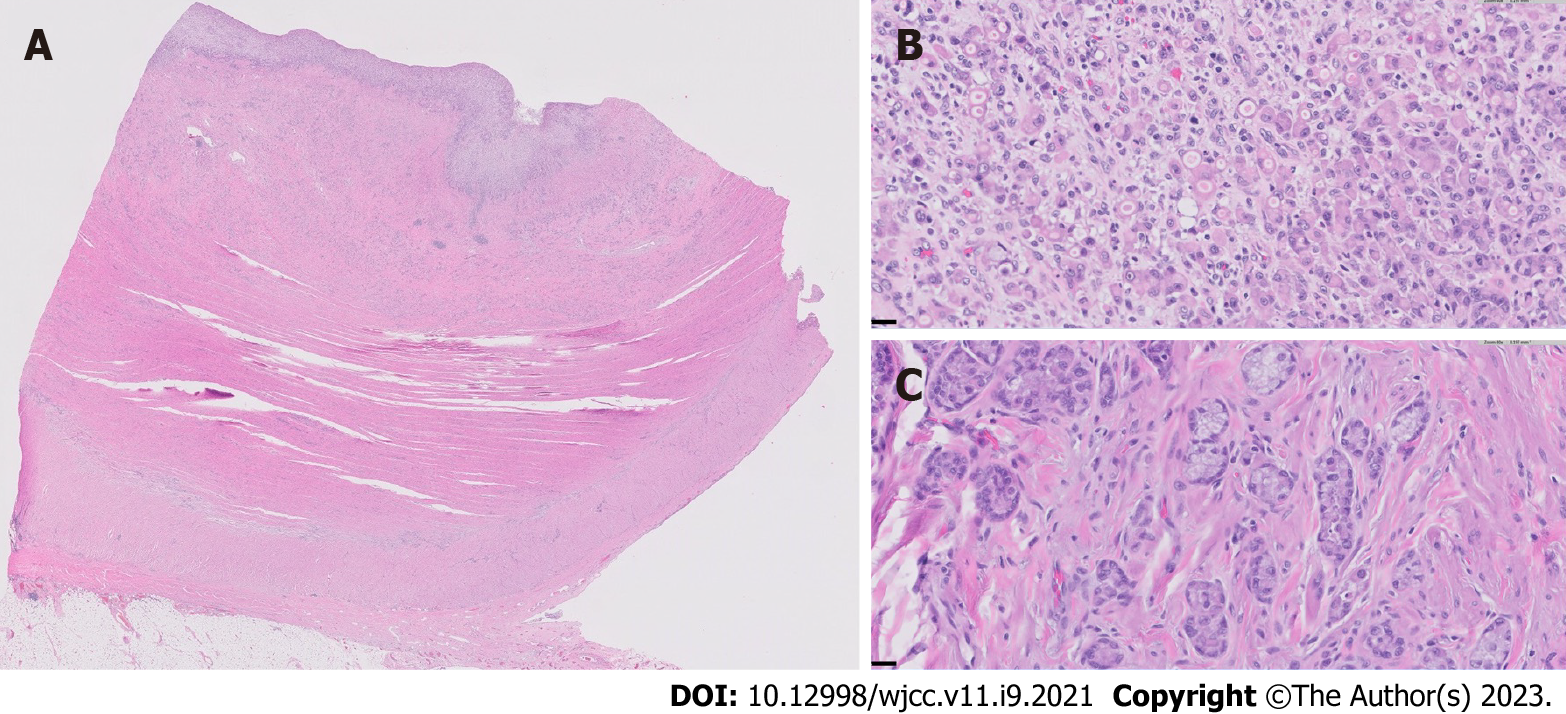 A
B
C
DOI: 10.12998/wjcc.v11.i9.2021 Copyright ©The Author(s) 2023.